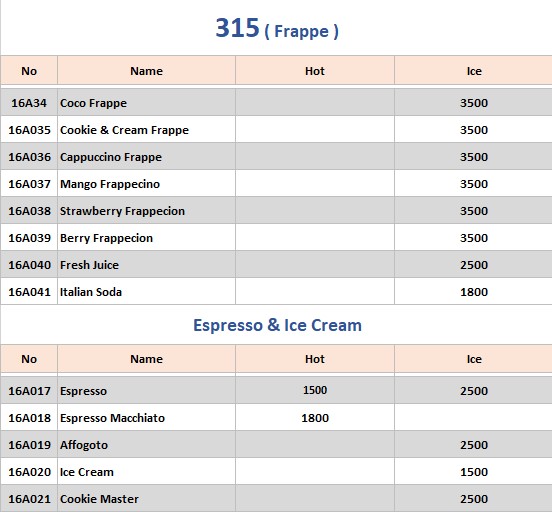 315 ( Frappe )
No Name Hot Ice
16A34 Coco Frappe 3500
16A035 Cookie & Cream Frappe 3500
16A036 Cappuccino Frappe 3500
16A037 Mango Frappecino 3500
16A038 Strawberry Frappecion 3500
16A039 Berry Frappecion 3500
16A040 Fresh Juice 2500
16A041 Italian Soda 1800
Espresso & Ice Cream
No Name Hot Ice
16A017 Espresso 1500 2500
16A018 Espresso Macchiato 1800
16A019 Affogoto 2500
16A020 Ice Cream 1500
16A021 Cookie Master 2500